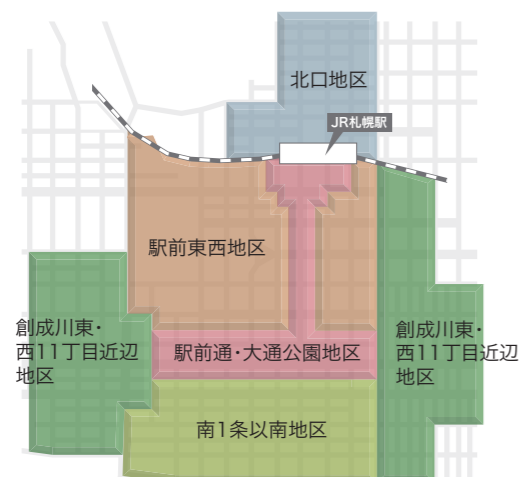 北口地区
JR札幌駅
駅前東西地区
創成川東・
西11丁目近辺
地区
駅前通・大通公園地区
創成川東・
西11丁目近辺
地区
南1条以南地区